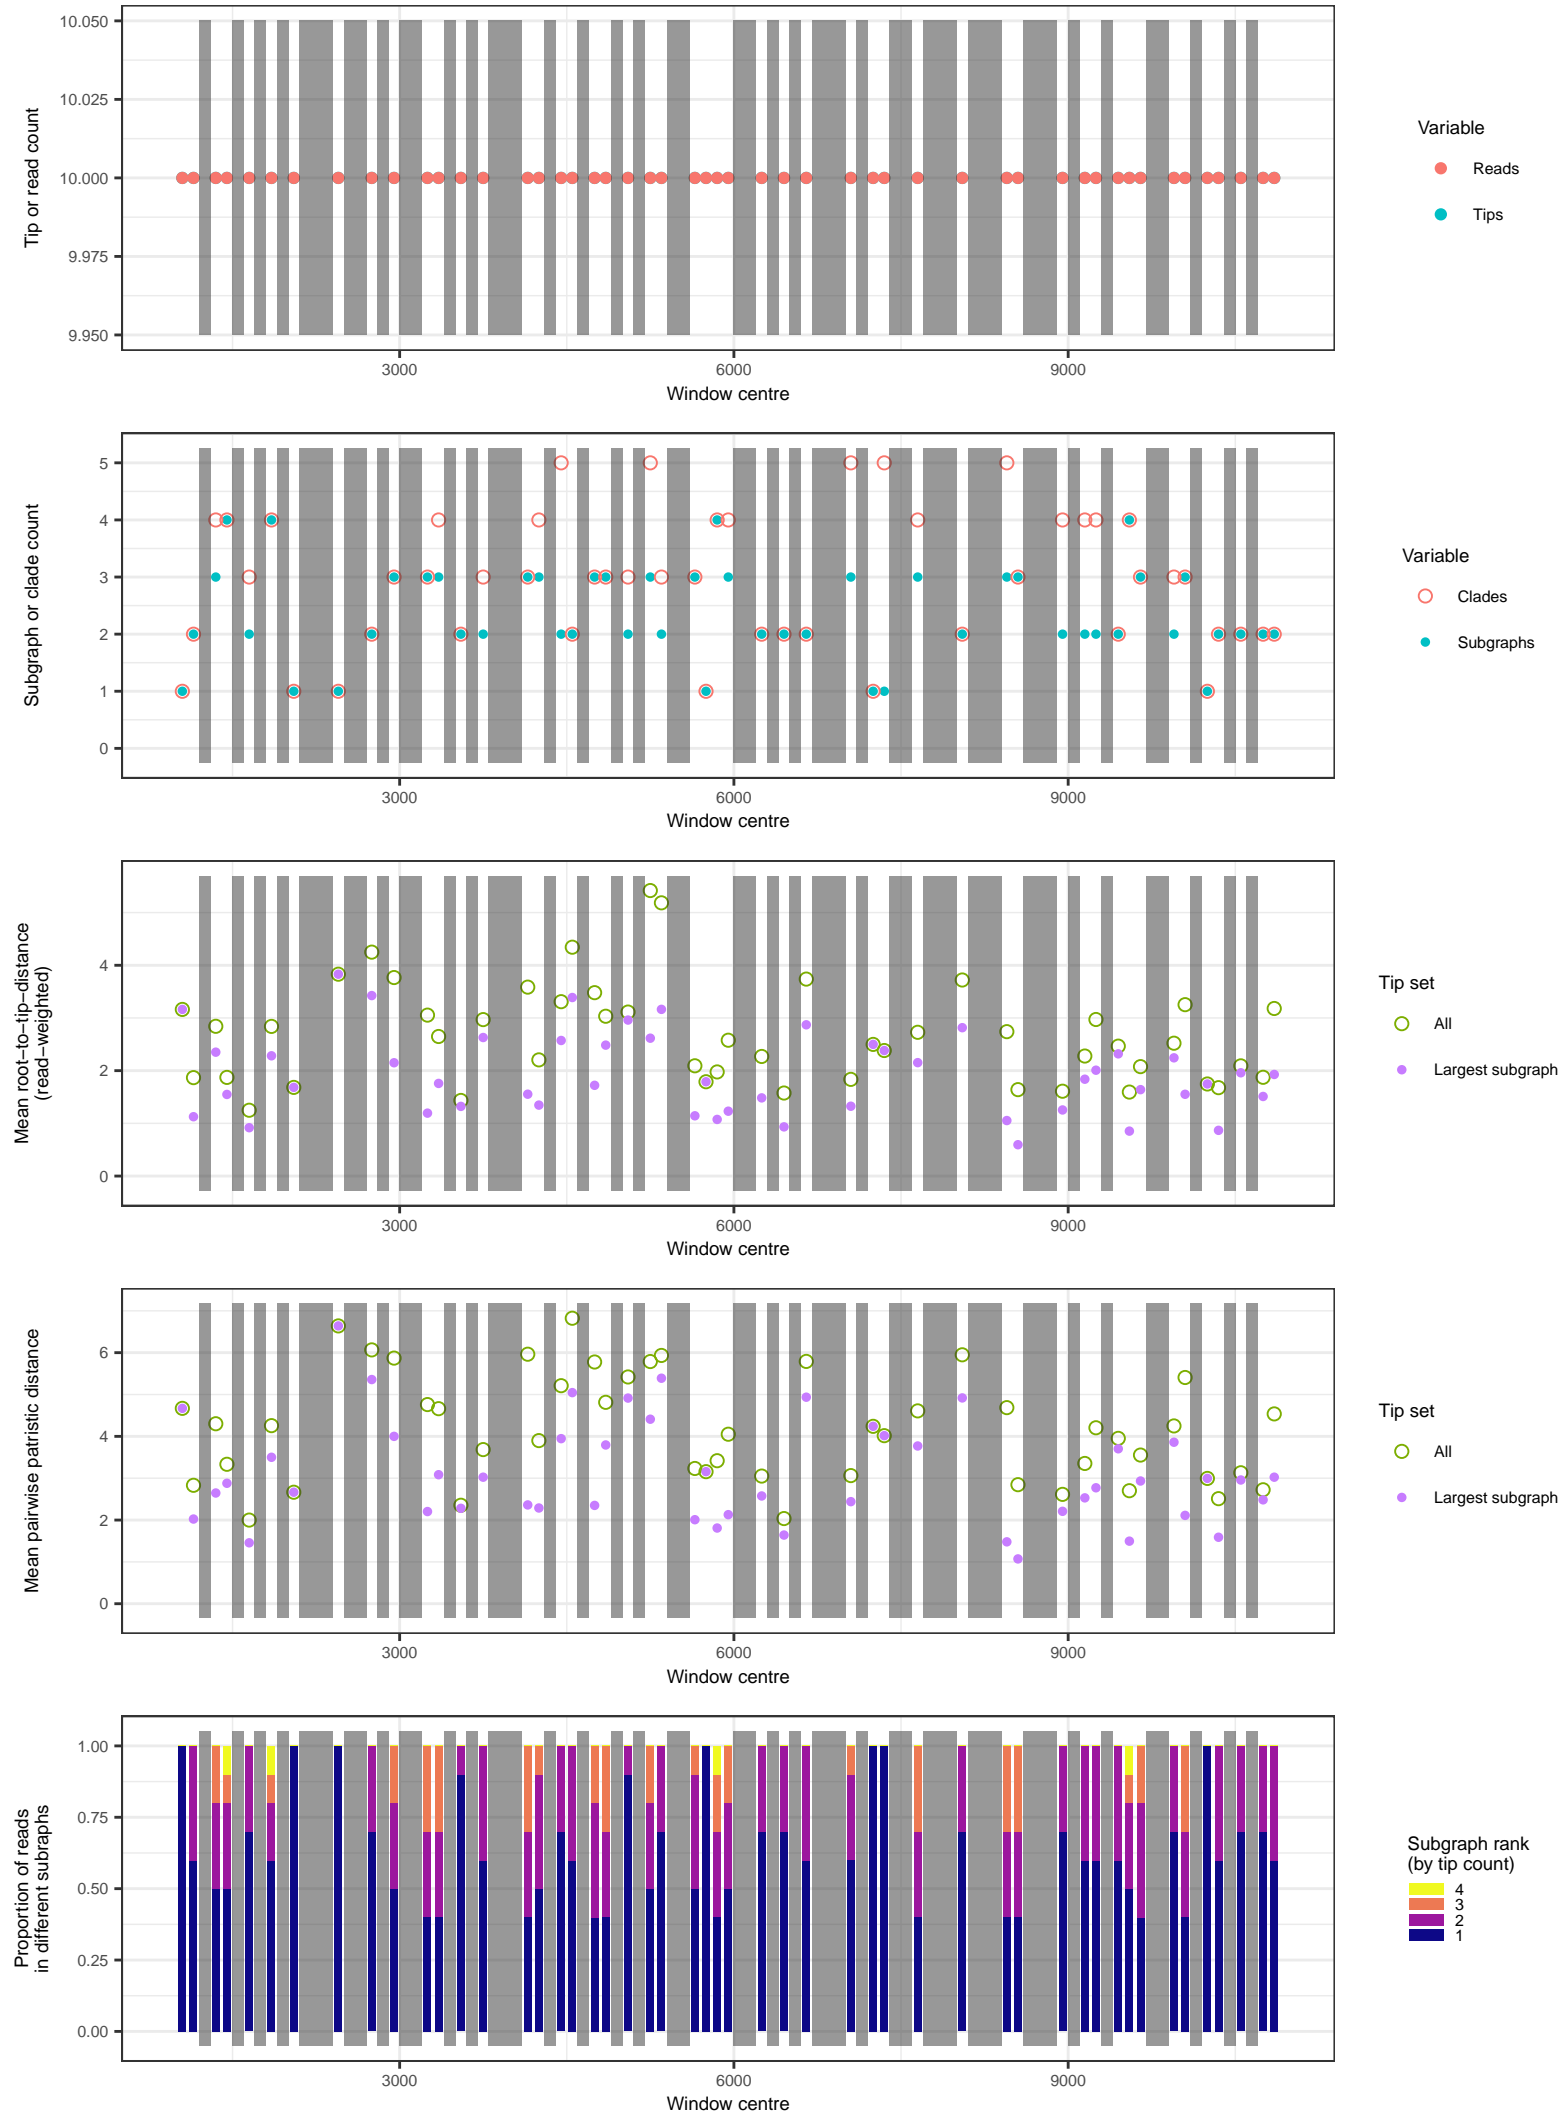 10.050
10.025
10.000
9.975
9.950
Tip or read count
3000
6000
9000
Window centre
Variable
Reads
Tips
5
4
3
2
1
0
Subgraph or clade count
3000
6000
9000
Window centre
Variable
Clades
Subgraphs
4
2
0
Mean root−to−tip−distance
(read−weighted)
3000
6000
9000
Window centre
Tip set
All
Largest subgraph
6
4
2
0
Mean pairwise patristic distance
3000
6000
9000
Window centre
Tip set
All
Largest subgraph
1.00
0.75
0.50
0.25
0.00
Proportion of reads
in different subraphs
3000
6000
9000
Window centre
Subgraph rank
(by tip count)
4
3
2
1